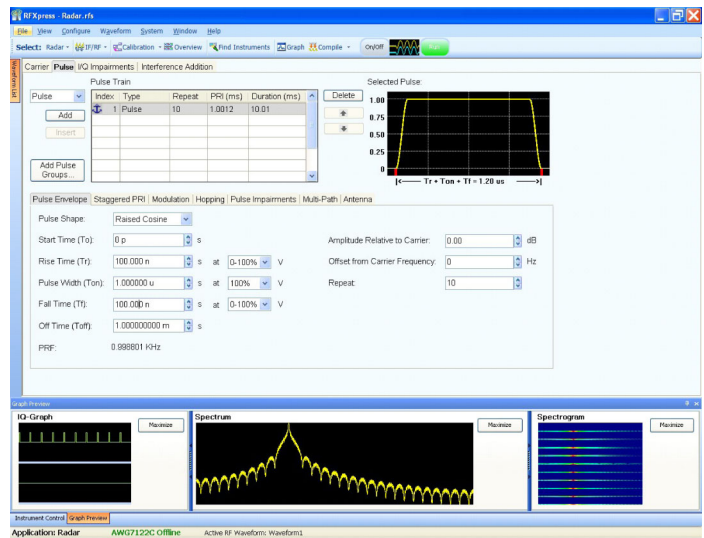 RFXpress - Radar.rfs
File View Configure Waveform System Window Help
Select: Radar IF/RF Calibration Overview Find Instruments Graph Compile On/Off Run
Waveform List
Carrier Pulse I/Q Impairments Interference Addition
Pulse Train
Selected Pulse:
Pulse
Add
Insert
Add Pulse
Groups...
Index Type Repeat PRI (ms) Duration (ms)
1 Pulse 10 1.0012 10.01
Delete
1.00
0.75
0.50
0.25
0
Tr + Ton + Tf = 1.20 us
Pulse Envelope Staggered PRI Modulation Hopping Pulse Impairments Multi-Path Antenna
Pulse Shape: Raised Cosine
Start Time (To): 0 p s Amplitude Relative to Carrier: 0.00 dB
Rise Time (Tr): 100.000 n s at 0-100% V Offset from Carrier Frequency: 0 Hz
Pulse Width (Ton): 1.000000 u s at 100% V Repeat: 10
Fall Time (Tf): 100.000 n s at 0-100% V
Off Time (Toff): 1.000000000 m s
PRF: 0.998801 KHz
Graph Preview
IQ-Graph Maximize
Spectrum Maximize
Spectrogram Maximize
Instrument Control Graph Preview
Application: Radar AWG7122C Offline Active RF Waveform: Waveform1